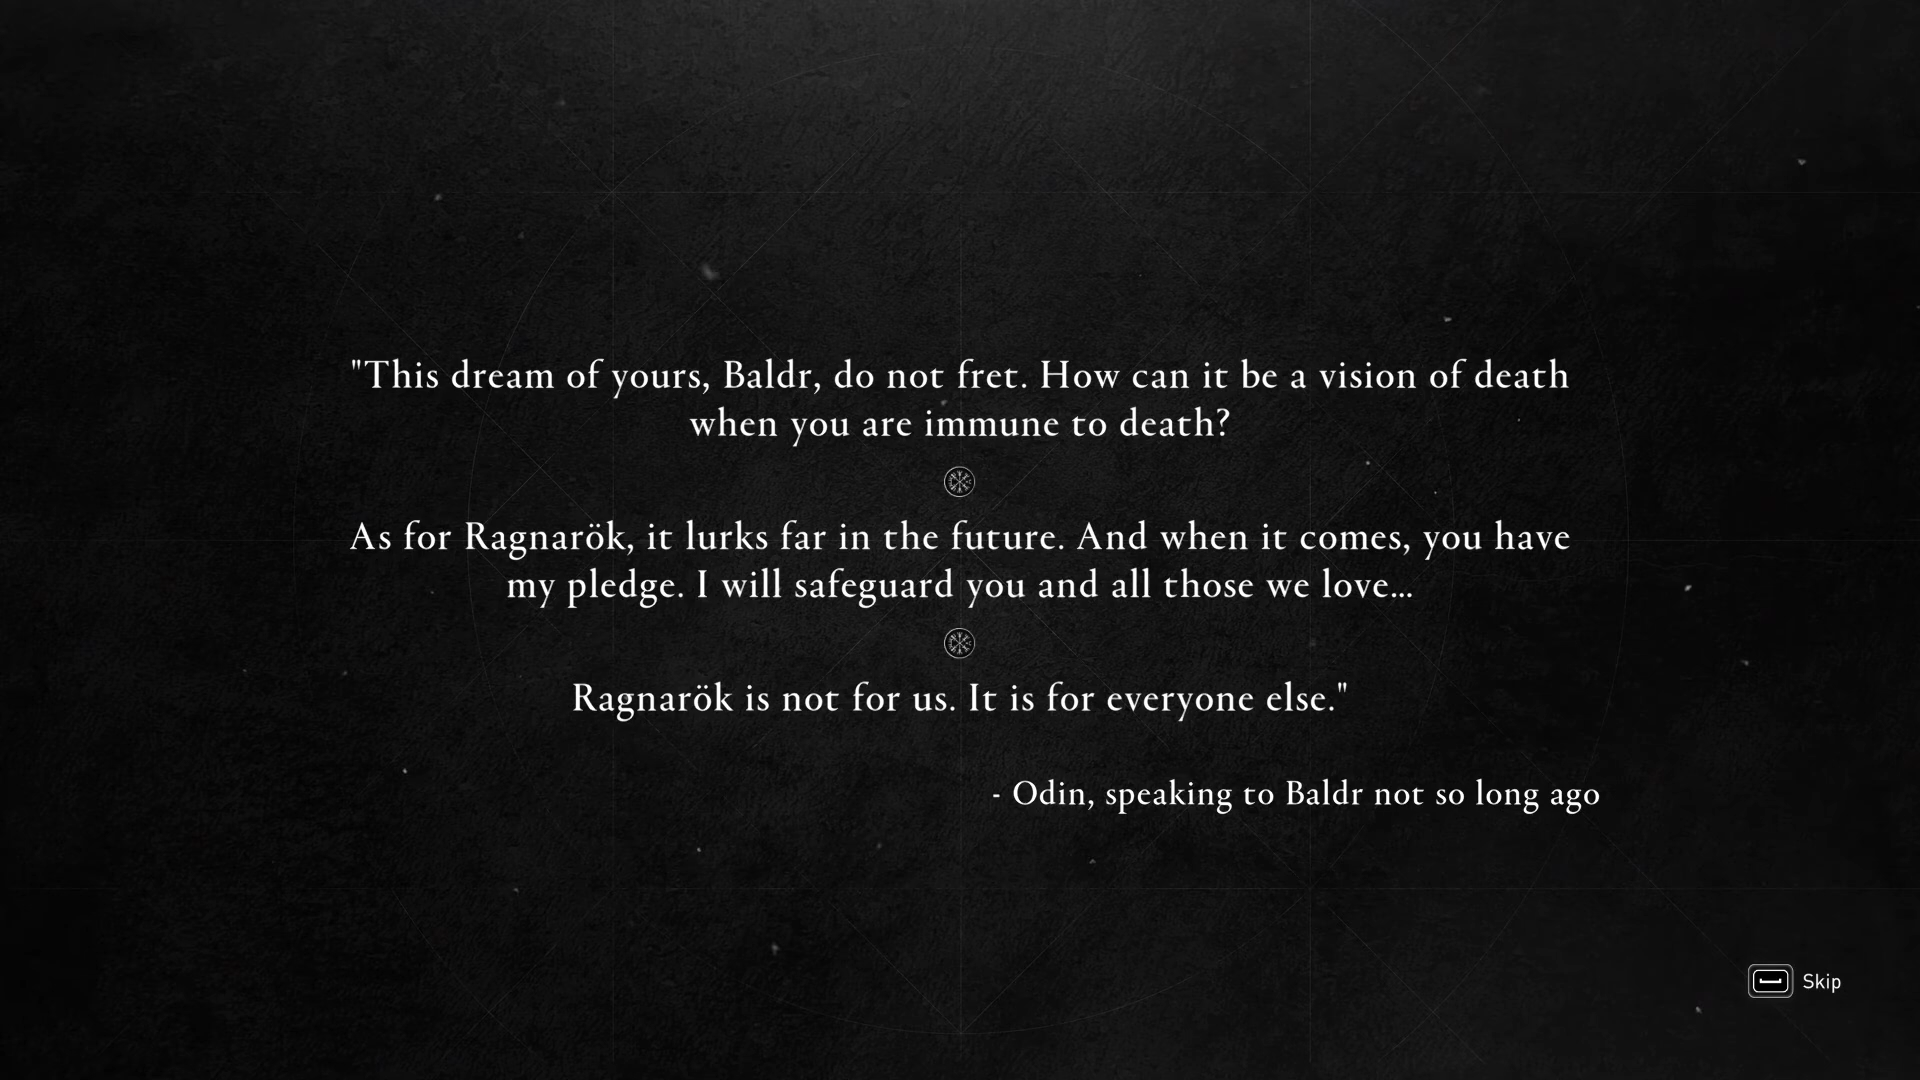 "This dream of yours, Baldr, do not fret. How can it be a vision of death
when you are immune to death?
As for Ragnarök, it lurks far in the future. And when it comes, you have
my pledge. I will safeguard you and all those we love...
Ragnarök is not for us. It is for everyone else."
- Odin, speaking to Baldr not so long ago
Skip